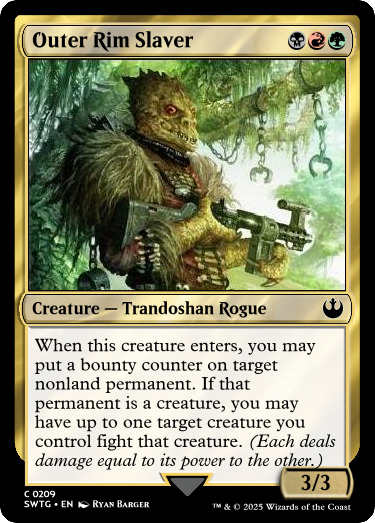 Outer Rim Slaver
Creature — Trandoshan Rogue
When this creature enters, you may
put a bounty counter on target
nonland permanent. If that
permanent is a creature, you may
have up to one target creature you
control fight that creature. (Each deals
damage equal to its power to the other.)
3/3
C 0209
SWTG • EN Ryan Barger
™ & © 2025 Wizards of the Coast